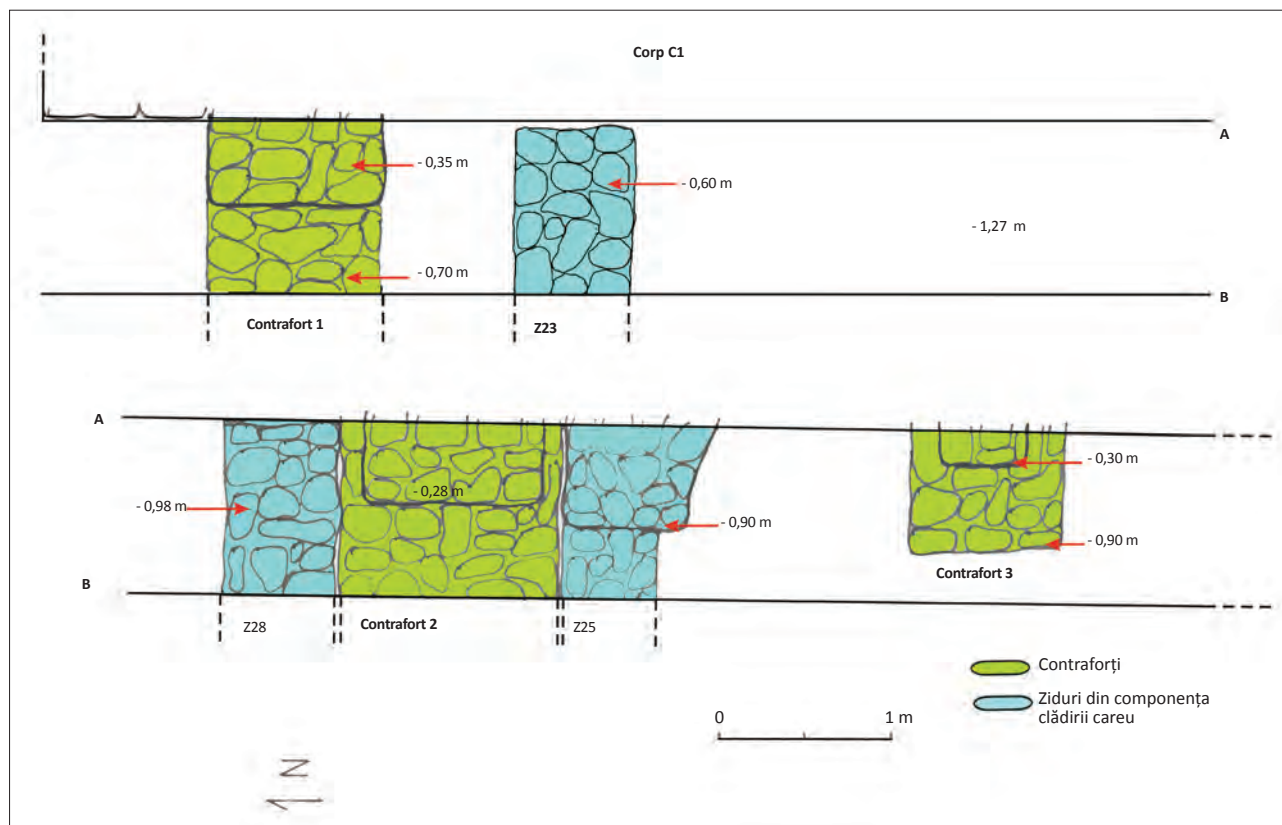 Corp C1
A
- 0,35 m
- 0,60 m
- 1,27 m
- 0,70 m
B
Contrafort 1
Z23
A
- 0,28 m
- 0,30 m
- 0,98 m
- 0,90 m
- 0,90 m
Contrafort 3
B
Z28
Contrafort 2
Z25
Contraforți
Ziduri din componența
clădirii careu
0
1 m
N